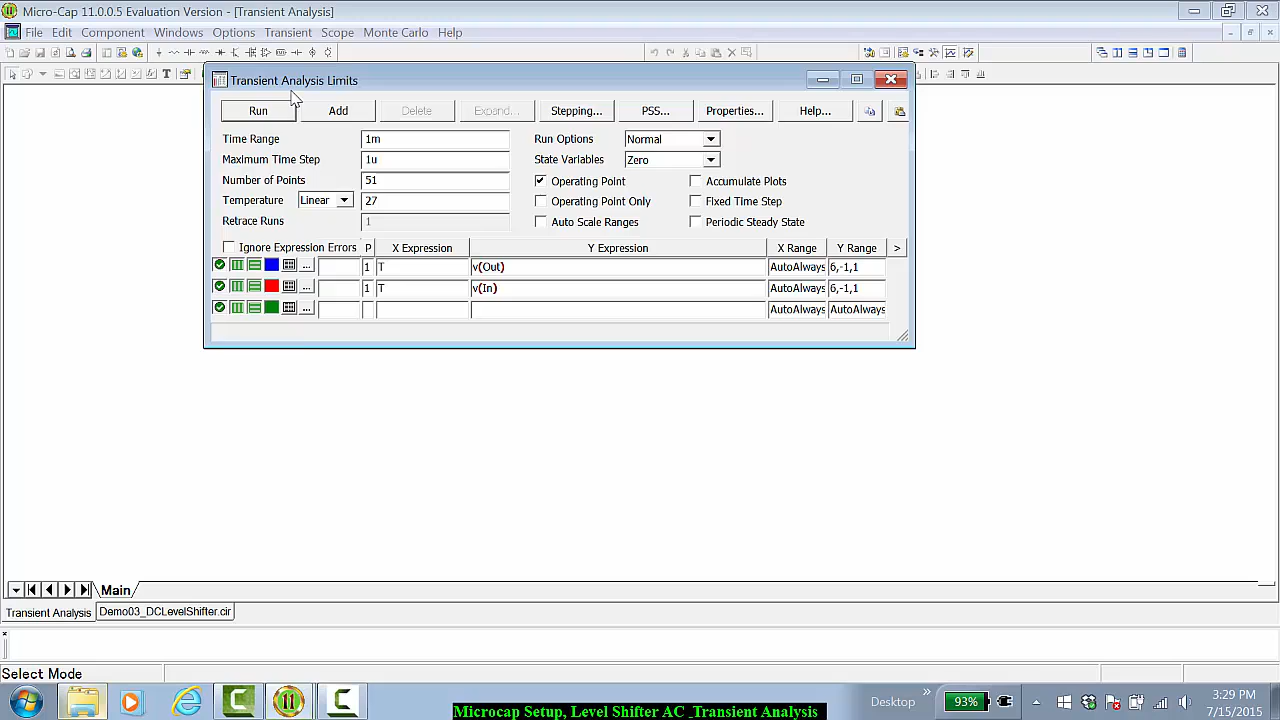 Micro-Cap 11.0.0.5 Evaluation Version - [Transient Analysis]
File Edit Component Windows Options Transient Scope Monte Carlo Help
T
Transient Analysis Limits
Run Add Delete Expand... Stepping... PSS... Properties... Help...
Time Range 1m Run Options Normal
Maximum Time Step 1u State Variables Zero
Number of Points 51 Operating Point Accumulate Plots
Temperature Linear 27 Operating Point Only Fixed Time Step
Retrace Runs 1 Auto Scale Ranges Periodic Steady State
Ignore Expression Errors P X Expression Y Expression X Range Y Range >
... 1 T v(Out) AutoAlways 6,-1,1
... 1 T v(In) AutoAlways 6,-1,1
... AutoAlways AutoAlways
Main
Transient Analysis Demo03_DCLevelShifter.cir
Select Mode
11 Desktop » 93% 3:29 PM
7/15/2015
Microcap Setup, Level Shifter AC _Transient Analysis